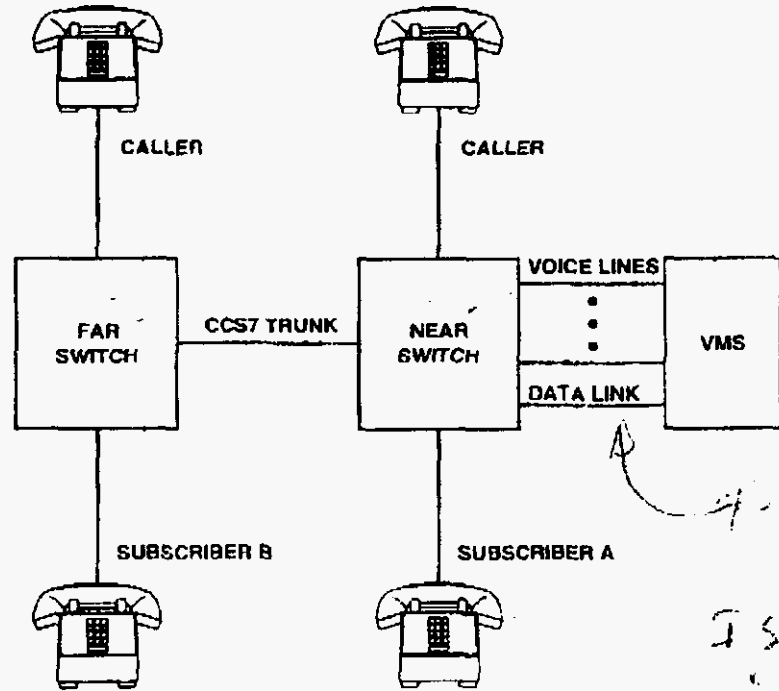 CALLER
CALLER
FAR
SWITCH
CCS7 TRUNK
NEAR
SWITCH
VOICE LINES
VMS
DATA LINK
SUBSCRIBER B
SUBSCRIBER A